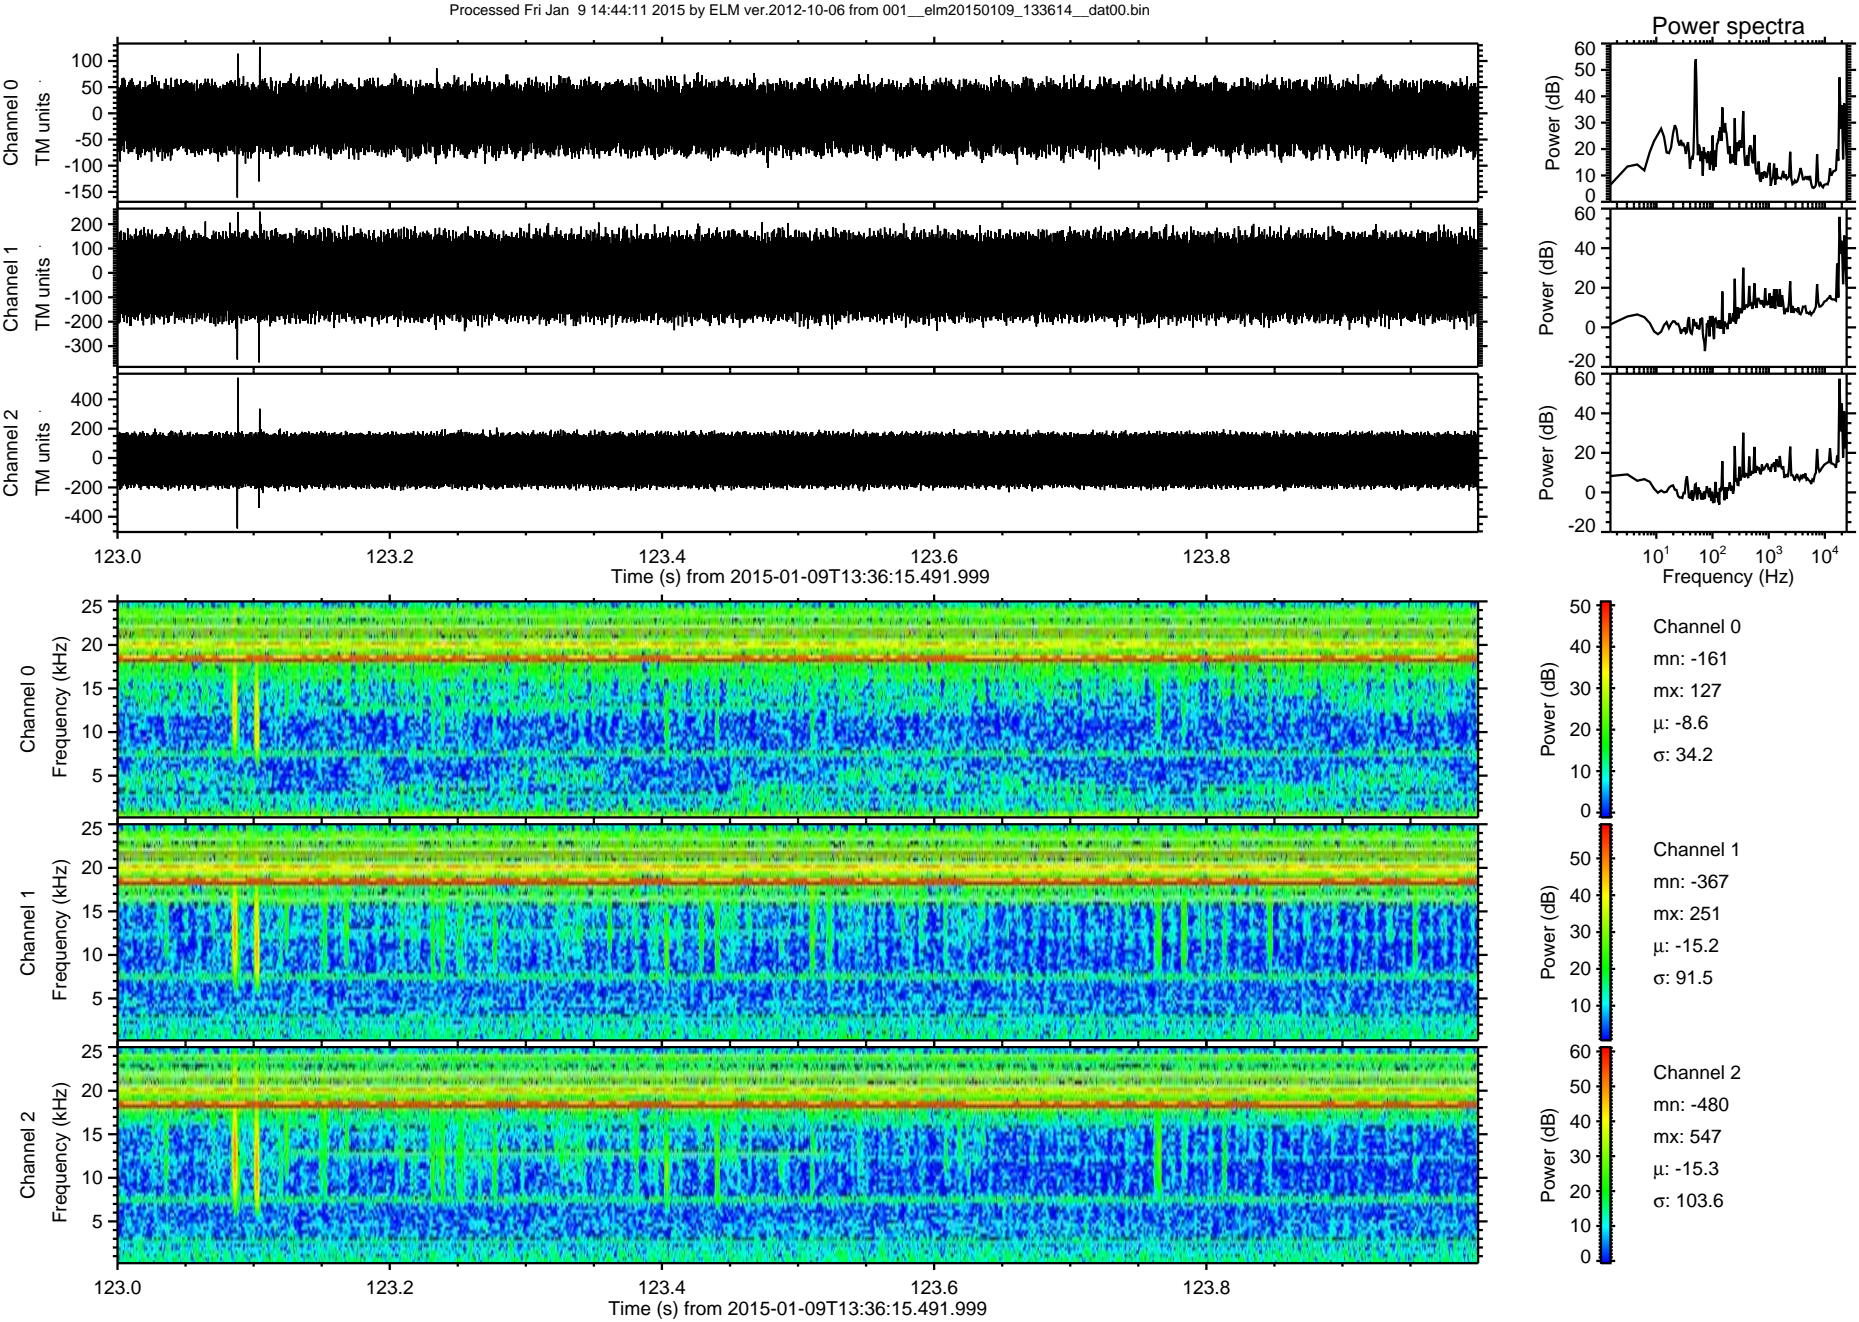 Processed Fri Jan 9 14:44:11 2015 by ELM ver.2012-10-06 from 001__elm20150109_133614__dat00.bin
Power spectra
Channel 0
TM units
100
50
0
-50
-100
-150
Power (dB)
60
50
40
30
20
10
0
Channel 1
TM units
200
100
0
-100
-200
-300
Power (dB)
60
40
20
0
-20
Channel 2
TM units
400
200
0
-200
-400
Power (dB)
60
40
20
0
-20
123.0 123.2 123.4 123.6 123.8
Time (s) from 2015-01-09T13:36:15.491.999
10^1 10^2 10^3 10^4
Frequency (Hz)
Channel 0
Frequency (kHz)
25
20
15
10
5
Power (dB)
50
40
30
20
10
0
Channel 0
mn: -161
mx: 127
μ: -8.6
σ: 34.2
Channel 1
Frequency (kHz)
25
20
15
10
5
Power (dB)
50
40
30
20
10
Channel 1
mn: -367
mx: 251
μ: -15.2
σ: 91.5
Channel 2
Frequency (kHz)
25
20
15
10
5
Power (dB)
60
50
40
30
20
10
0
Channel 2
mn: -480
mx: 547
μ: -15.3
σ: 103.6
123.0 123.2 123.4 123.6 123.8
Time (s) from 2015-01-09T13:36:15.491.999